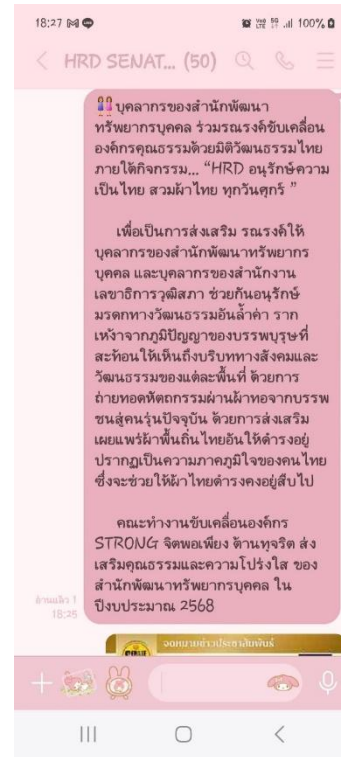 18:27
100%
HRD SENAT... (50)
บุคลากรของสำนักพัฒนา
ทรัพยากรบุคคล ร่วมรณรงค์ขับเคลื่อน
องค์กรคุณธรรมด้วยมิติวัฒนธรรมไทย
ภายใต้กิจกรรม... “HRD อนุรักษ์ความ
เป็นไทย สวมผ้าไทย ทุกวันศุกร์ ”
เพื่อเป็นการส่งเสริม รณรงค์ให้
บุคลากรของสำนักพัฒนาทรัพยากร
บุคคล และบุคลากรของสำนักงาน
เลขาธิการวุฒิสภา ช่วยกันอนุรักษ์
มรดกทางวัฒนธรรมอันล้ำค่า ราก
เหง้าจากภูมิปัญญาของบรรพบุรุษที่
สะท้อนให้เห็นถึงบริบททางสังคมและ
วัฒนธรรมของแต่ละพื้นที่ ด้วยการ
ถ่ายทอดหัตถกรรมผ่านผ้าทอจากบรรพ
ชนสู่คนรุ่นปัจจุบัน ด้วยการส่งเสริม
เผยแพร่ผ้าพื้นถิ่นไทยอันให้ดำรงอยู่
ปรากฏเป็นความภาคภูมิใจของคนไทย
ซึ่งจะช่วยให้ผ้าไทยดำรงคงอยู่สืบไป
คณะทำงานขับเคลื่อนองค์กร
STRONG จิตพอเพียง ต้านทุจริต ส่ง
เสริมคุณธรรมและความโปร่งใส ของ
สำนักพัฒนาทรัพยากรบุคคล ใน
ปีงบประมาณ 2568
อ่านแล้ว 1
18:25
จดหมายข่าวประชาสัมพันธ์